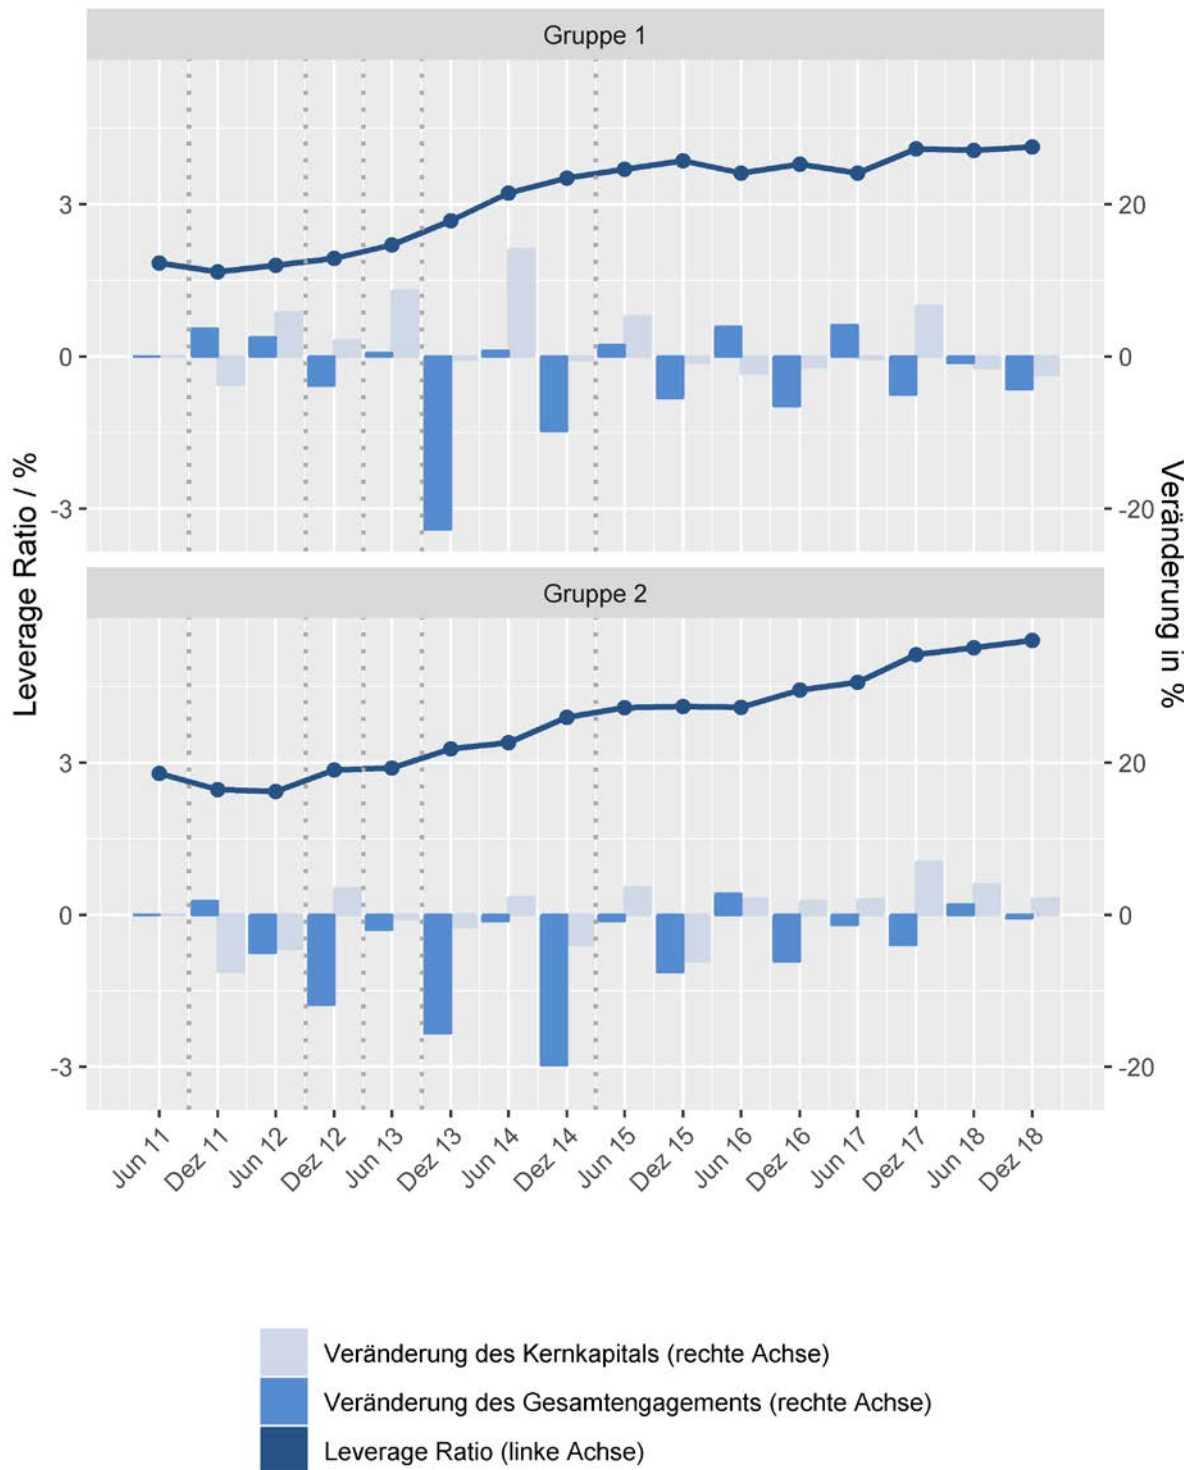 Gruppe 1
3
0
-3
20
0
-20
Leverage Ratio / %
Veränderung in %
Gruppe 2
3
0
-3
20
0
-20
Jun 11
Dez 11
Jun 12
Dez 12
Jun 13
Dez 13
Jun 14
Dez 14
Jun 15
Dez 15
Jun 16
Dez 16
Jun 17
Dez 17
Jun 18
Dez 18
Veränderung des Kernkapitals (rechte Achse)
Veränderung des Gesamtengagements (rechte Achse)
Leverage Ratio (linke Achse)